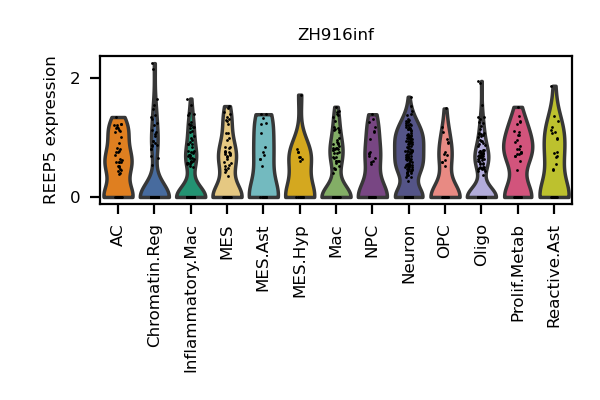 ZH916inf
REEP5 expression
2
0
AC
Chromatin.Reg
Inflammatory.Mac
MES
MES.Ast
MES.Hyp
Mac
NPC
Neuron
OPC
Oligo
Prolif.Metab
Reactive.Ast